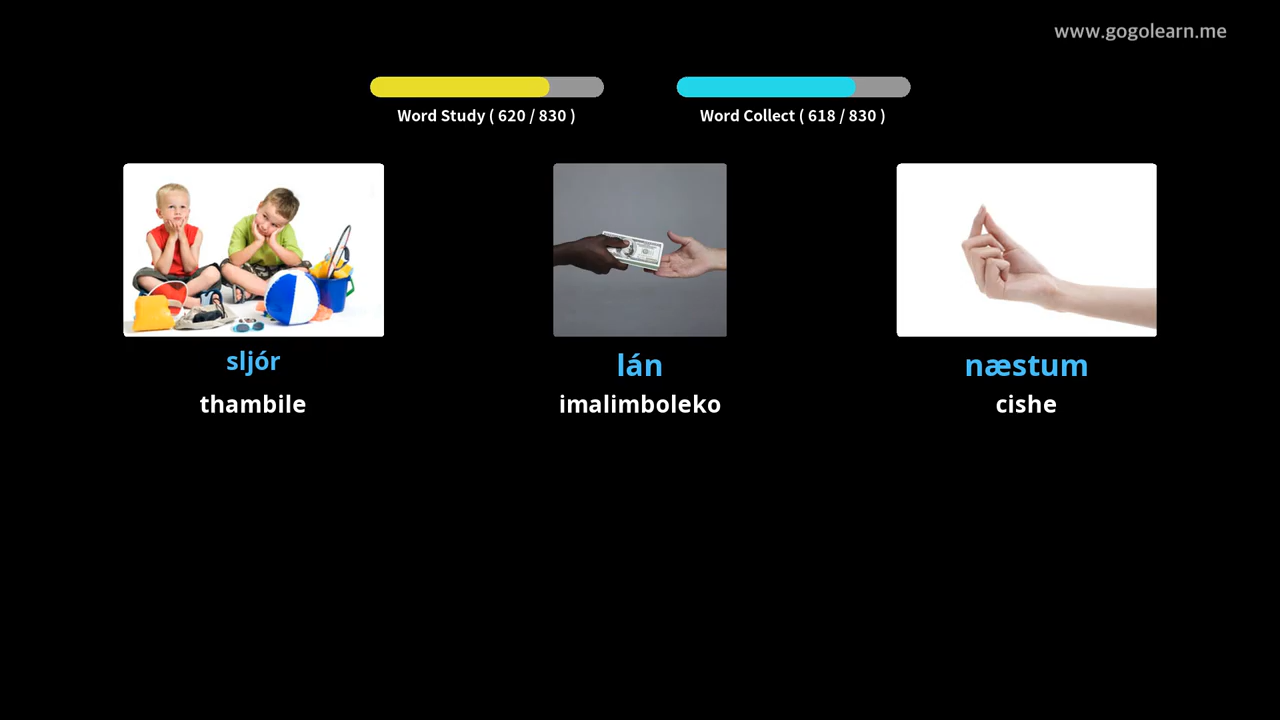 www.gogolearn.me
Word Study ( 620 / 830 )
Word Collect ( 618 / 830 )
sljór
thambile
lán
imalimboleko
næstum
cishe